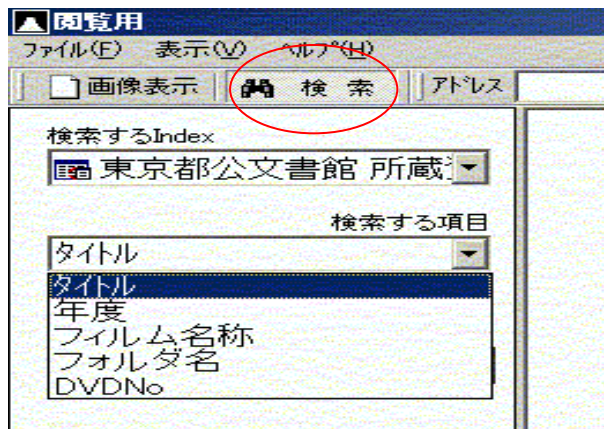 閲覧用
ファイル(F) 表示(V) ヘルプ(H)
画像表示 検 索 アドレス
検索するIndex
東京都公文書館 所蔵
検索する項目
タイトル
タイトル
年度
フィルム名称
フォルダ名
DVDNo